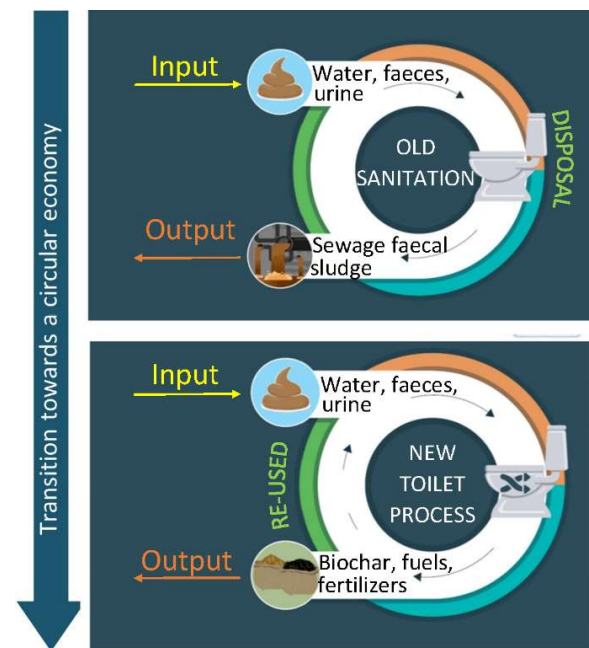 Transition towards a circular economy
Input
Water, faeces,
urine
OLD
SANITATION
DISPOSAL
Output
Sewage faecal
sludge
Input
Water, faeces,
urine
RE-USED
NEW
TOILET
PROCESS
Output
Biochar, fuels,
fertilizers